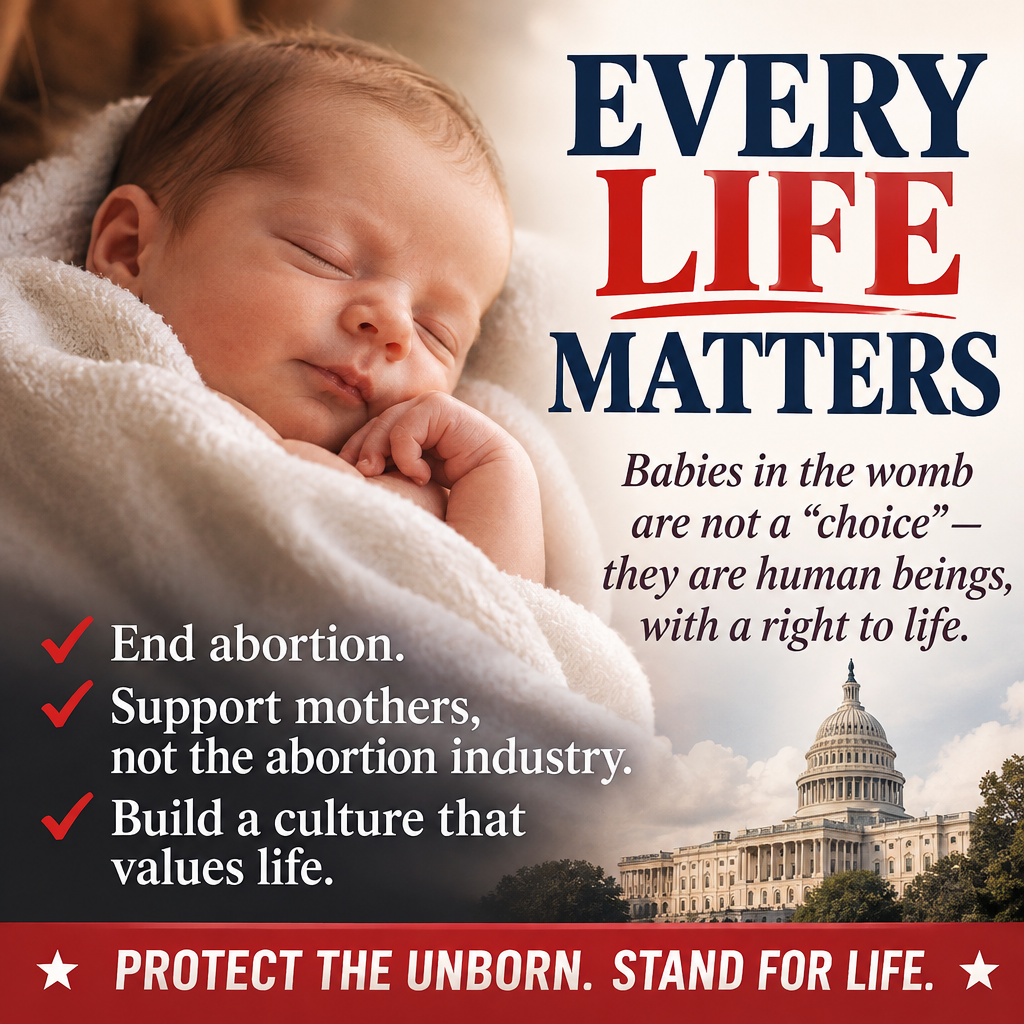 EVERY
LIFE
MATTERS
Babies in the womb
are not a “choice”—
they are human beings,
with a right to life.
End abortion.
Support mothers,
not the abortion industry.
Build a culture that
values life.
PROTECT THE UNBORN. STAND FOR LIFE.